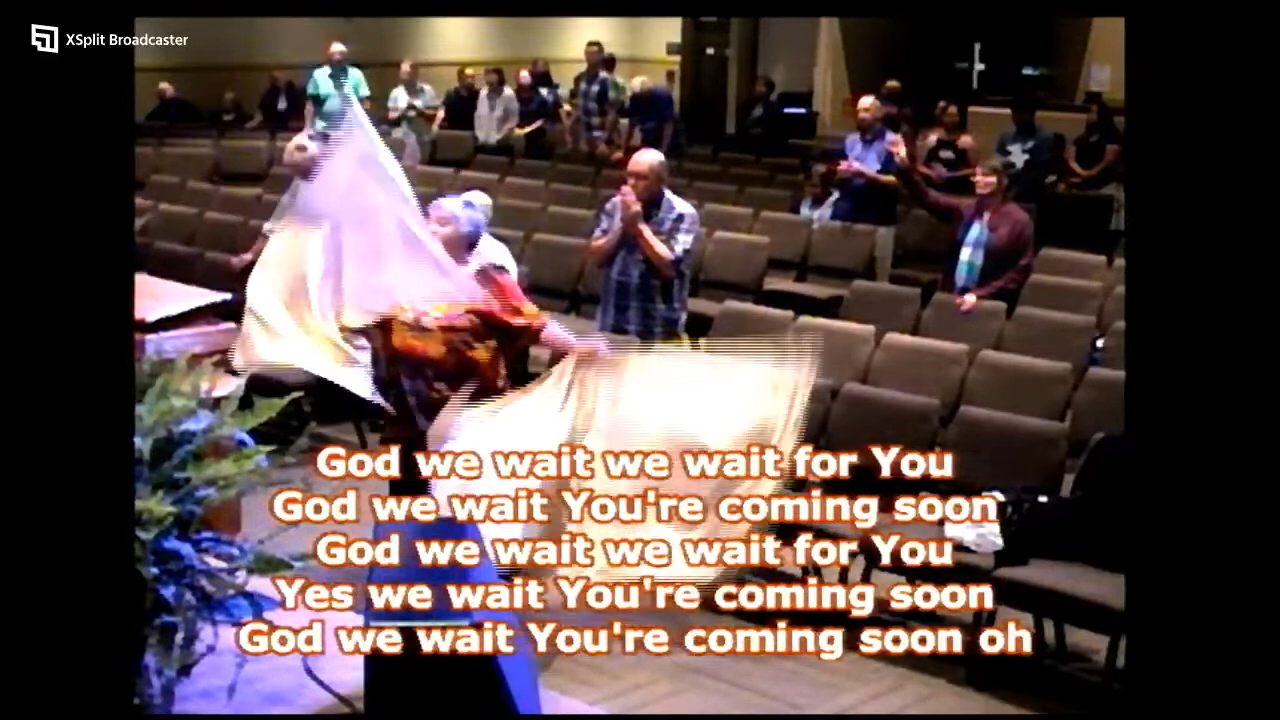 XSplit Broadcaster
God we wait we wait for You
God we wait You're coming soon
God we wait we wait for You
Yes we wait You're coming soon
God we wait You're coming soon oh